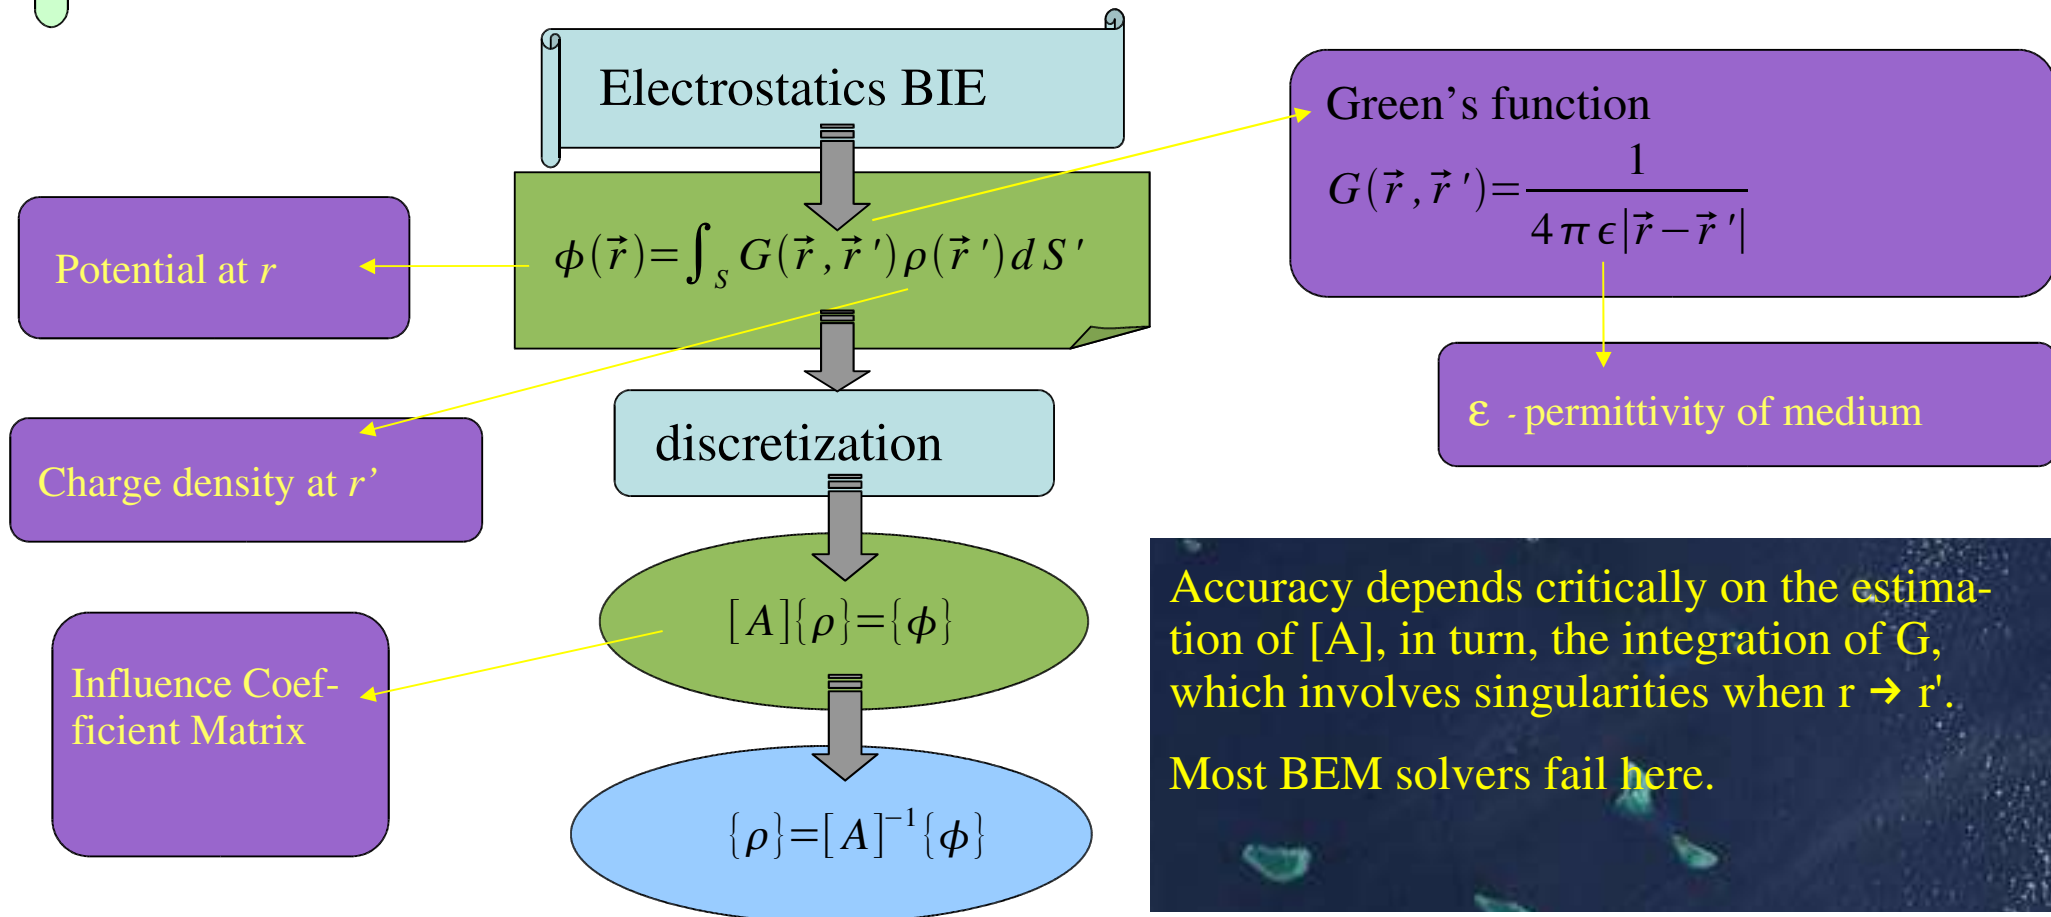 Electrostatics BIE
Green’s function
G(r⃗, r⃗ ')=1/(4πϵ|r⃗−r⃗ '|)
ϕ(r⃗)=∫_S G(r⃗, r⃗ ')ρ(r⃗ ')dS'
Potential at r
ε - permittivity of medium
discretization
Charge density at r’
[A]{ρ}={ϕ}
Influence Coef-
ficient Matrix
{ρ}=[A]^{-1}{ϕ}
Accuracy depends critically on the estima-
tion of [A], in turn, the integration of G,
which involves singularities when r → r'.
Most BEM solvers fail here.